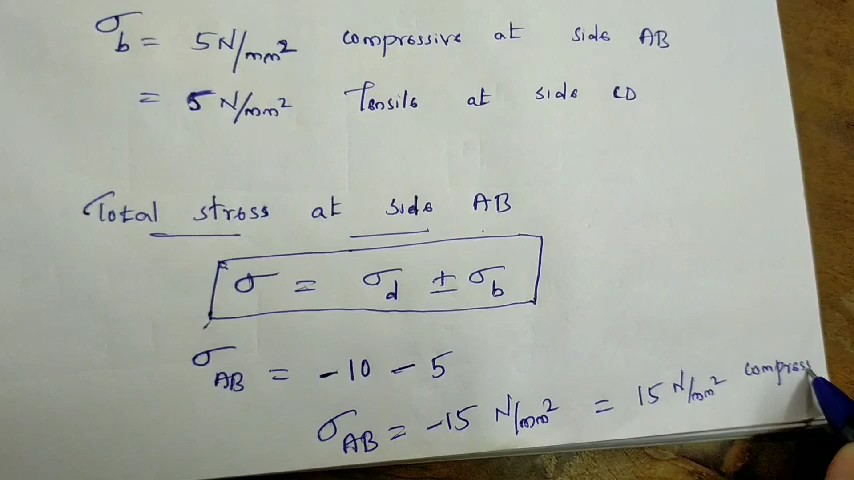 σb = 5 N/mm² compressive at side AB
= 5 N/mm² Tensile at side CD
Total stress at side AB
σ = σd ± σb
σAB = -10 - 5
σAB = -15 N/mm² = 15 N/mm² compress